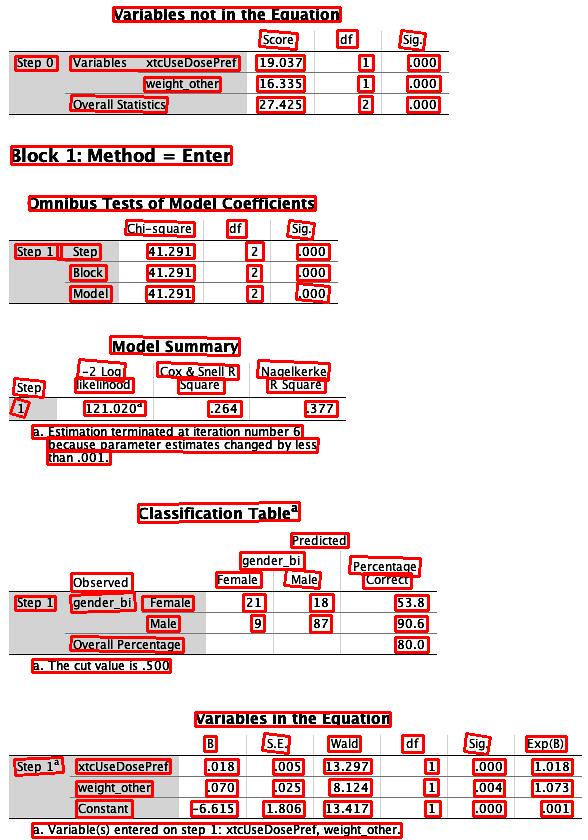 Variables not in the Equation
Score df Sig.
Step 0 Variables xtcUseDosePref 19.037 1 .000
weight_other 16.335 1 .000
Overall Statistics 27.425 2 .000
Block 1: Method = Enter
Omnibus Tests of Model Coefficients
Chi-square df Sig.
Step 1 Step 41.291 2 .000
Block 41.291 2 .000
Model 41.291 2 .000
Model Summary
Step -2 Log likelihood Cox & Snell R Square Nagelkerke R Square
1 121.020a .264 .377
a. Estimation terminated at iteration number 6
because parameter estimates changed by less
than .001.
Classification Tablea
Predicted
gender_bi Percentage Correct
Observed Female Male
Step 1 gender_bi Female 21 18 53.8
Male 9 87 90.6
Overall Percentage 80.0
a. The cut value is .500
Variables in the Equation
B S.E. Wald df Sig. Exp(B)
Step 1a xtcUseDosePref .018 .005 13.297 1 .000 1.018
weight_other .070 .025 8.124 1 .004 1.073
Constant -6.615 1.806 13.417 1 .000 .001
a. Variable(s) entered on step 1: xtcUseDosePref, weight_other.